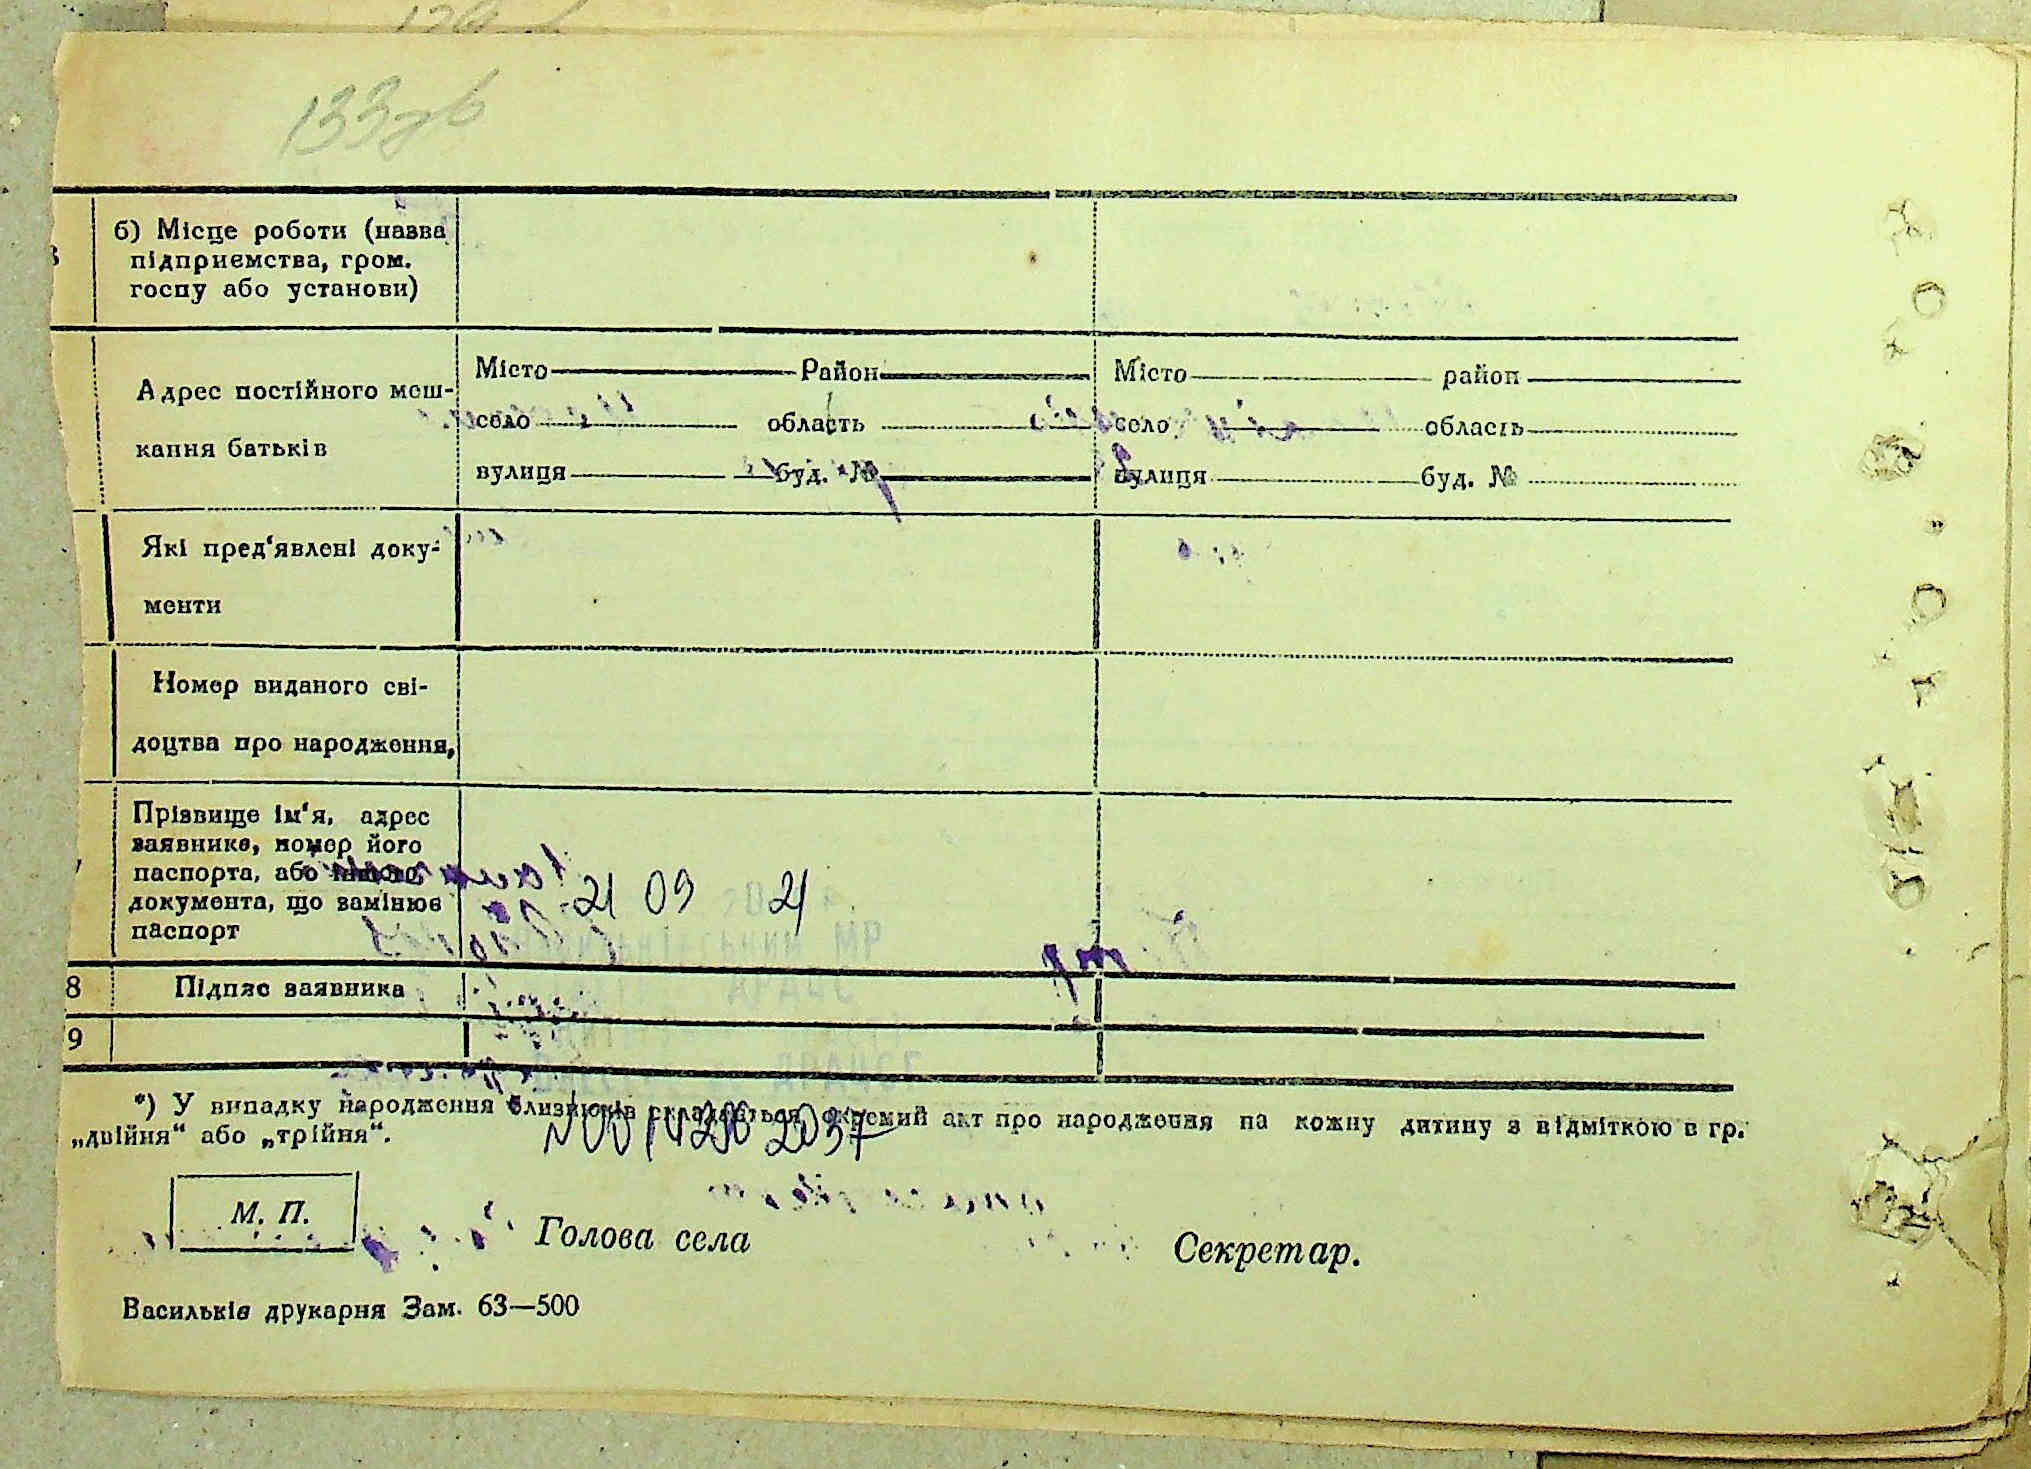 133зв
б) Місце роботи (назва
підприємства, гром.
госпу або установи)
Адрес постійного меш-
кання батьків
Місто Район
село область
вулиця буд. №
Місто район
село область
вулиця буд. №
Які пред'явлені доку-
менти
Номер виданого сві-
доцтва про народження,
Прізвище ім'я, адрес
заявнике, номер його
паспорта, або
документа, що замінює
паспорт
21 09 21
8 Підпис заявника
9
*) У випадку народження близнюків складається окремий акт про народження на кожну дитину з відміткою в гр.
„двійня“ або „трійня“.
М. П.
Голова села
Секретар.
Васильків друкарня Зам. 63—500